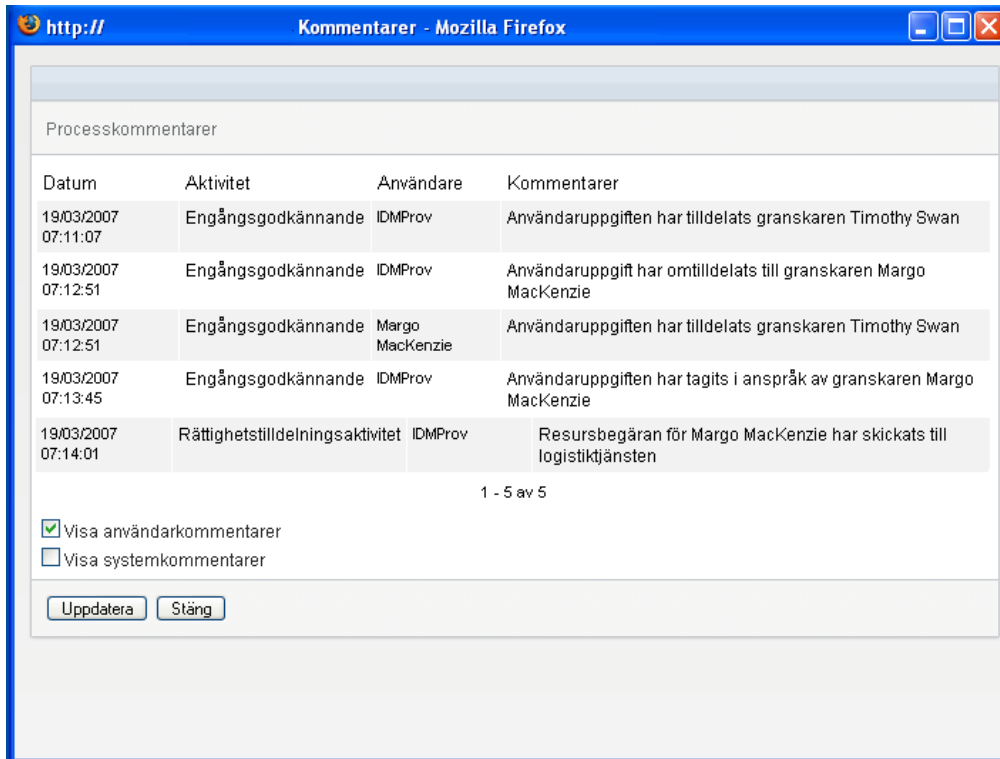 http:// Kommentarer - Mozilla Firefox
Processkommentarer
Datum Aktivitet Användare Kommentarer
19/03/2007 Engångsgodkännande IDMProv Användaruppgiften har tilldelats granskaren Timothy Swan
07:11:07
19/03/2007 Engångsgodkännande IDMProv Användaruppgift har omtilldelats till granskaren Margo
07:12:51 MacKenzie
19/03/2007 Engångsgodkännande Margo Användaruppgiften har tilldelats granskaren Timothy Swan
07:12:51 MacKenzie
19/03/2007 Engångsgodkännande IDMProv Användaruppgiften har tagits i anspråk av granskaren Margo
07:13:45 MacKenzie
19/03/2007 Rättighetstilldelningsaktivitet IDMProv Resursbegäran för Margo MacKenzie har skickats till
07:14:01 logistiktjänsten
1 - 5 av 5
Visa användarkommentarer
Visa systemkommentarer
Uppdatera Stäng